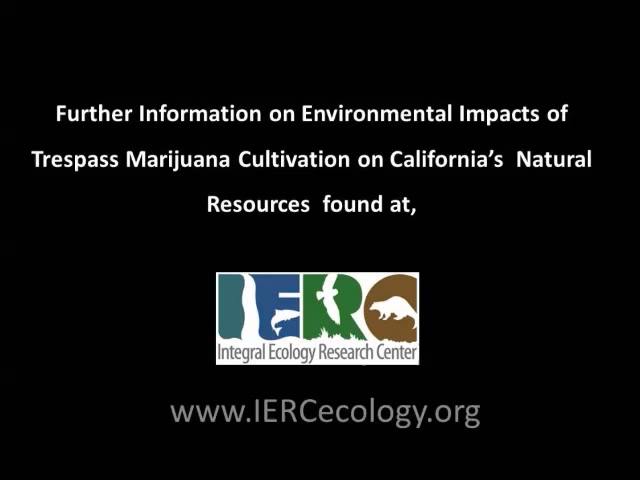 Further Information on Environmental Impacts of
Trespass Marijuana Cultivation on California’s  Natural
Resources  found at,
IERC
Integral Ecology Research Center
www.IERCecology.org